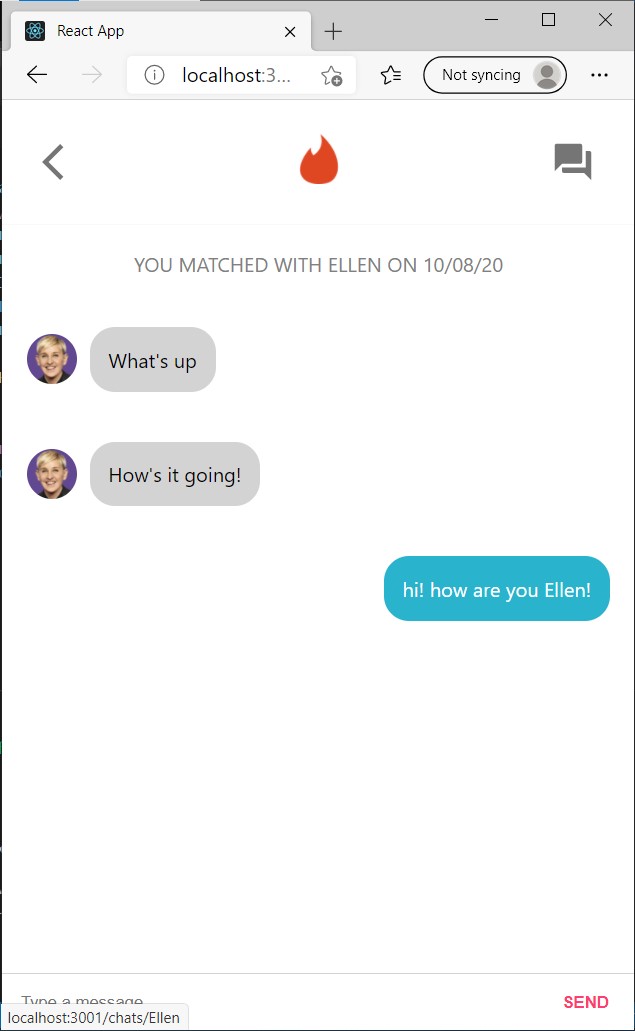 React App
localhost:3...
Not syncing
YOU MATCHED WITH ELLEN ON 10/08/20
What's up
How's it going!
hi! how are you Ellen!
Type a message
SEND
localhost:3001/chats/Ellen